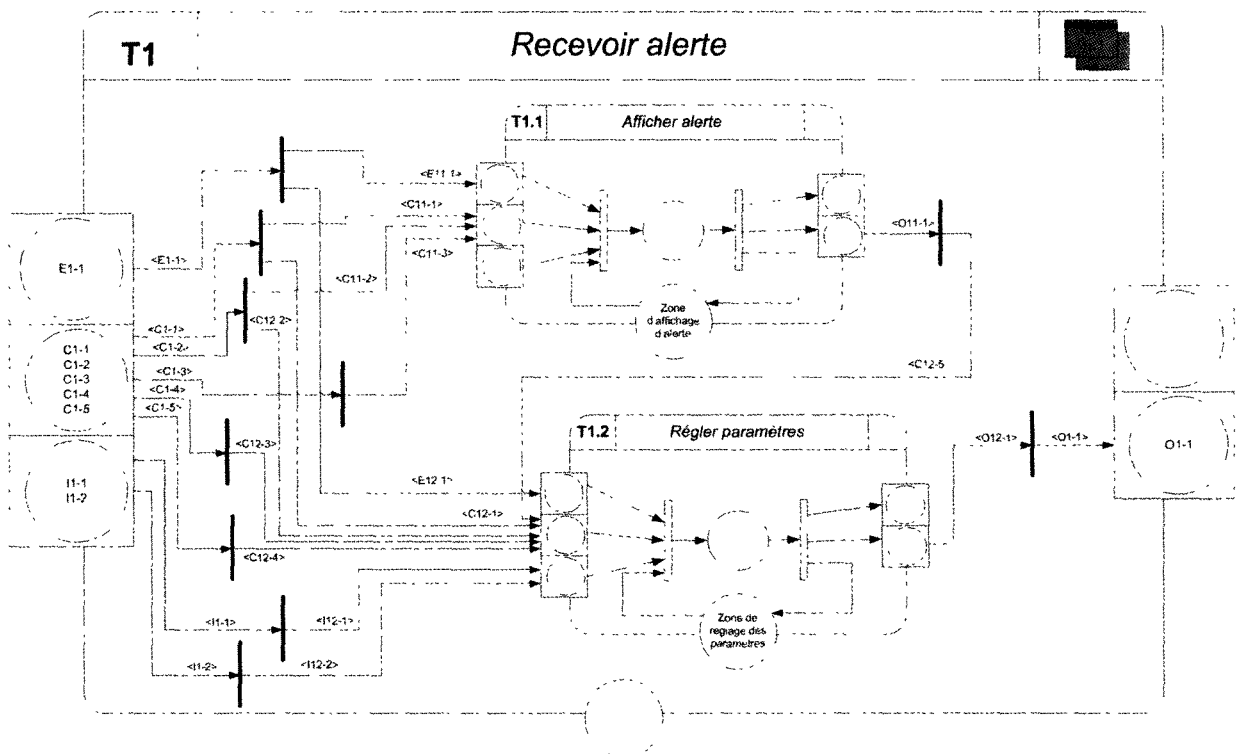 T1
Recevoir alerte
T1.1
Afficher alerte
<E11-1>
<C11-1>
<O11-1>
<E1-1>
<C11-3>
E1-1
<C11-2>
Zone
d'affichage
d'alerte
<C1-1>
<C12-2>
<C1-2>
C1-1
C1-2
C1-3
C1-4
C1-5
<C1-3>
<C12-5
<C1-4>
<C1-5>
T1.2
Régler paramètres
<C12-3>
<O12-1>
<O1-1>
O1-1
<E12-1>
I1-1
I1-2
<C12-1>
<C12-4>
<I1-1>
<I12-1>
Zone de
réglage des
paramètres
<I1-2>
<I12-2>